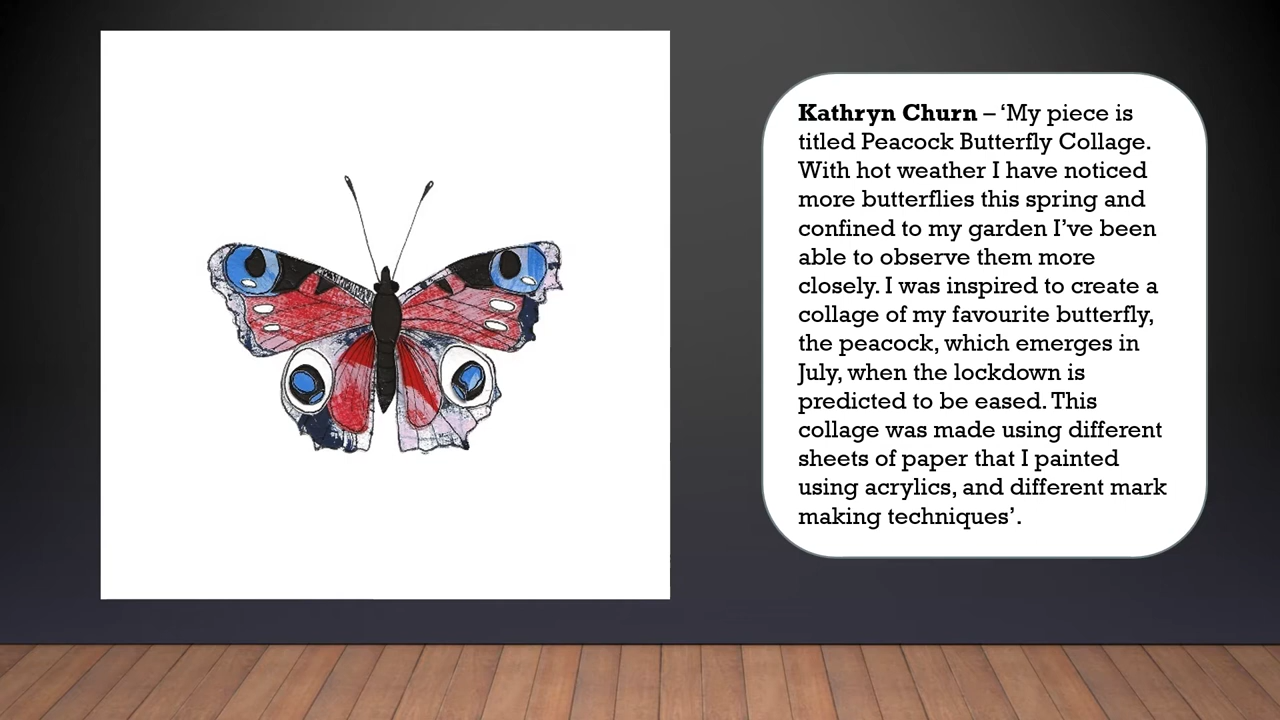 Kathryn Churn – ‘My piece is
titled Peacock Butterfly Collage.
With hot weather I have noticed
more butterflies this spring and
confined to my garden I’ve been
able to observe them more
closely. I was inspired to create a
collage of my favourite butterfly,
the peacock, which emerges in
July, when the lockdown is
predicted to be eased. This
collage was made using different
sheets of paper that I painted
using acrylics, and different mark
making techniques’.